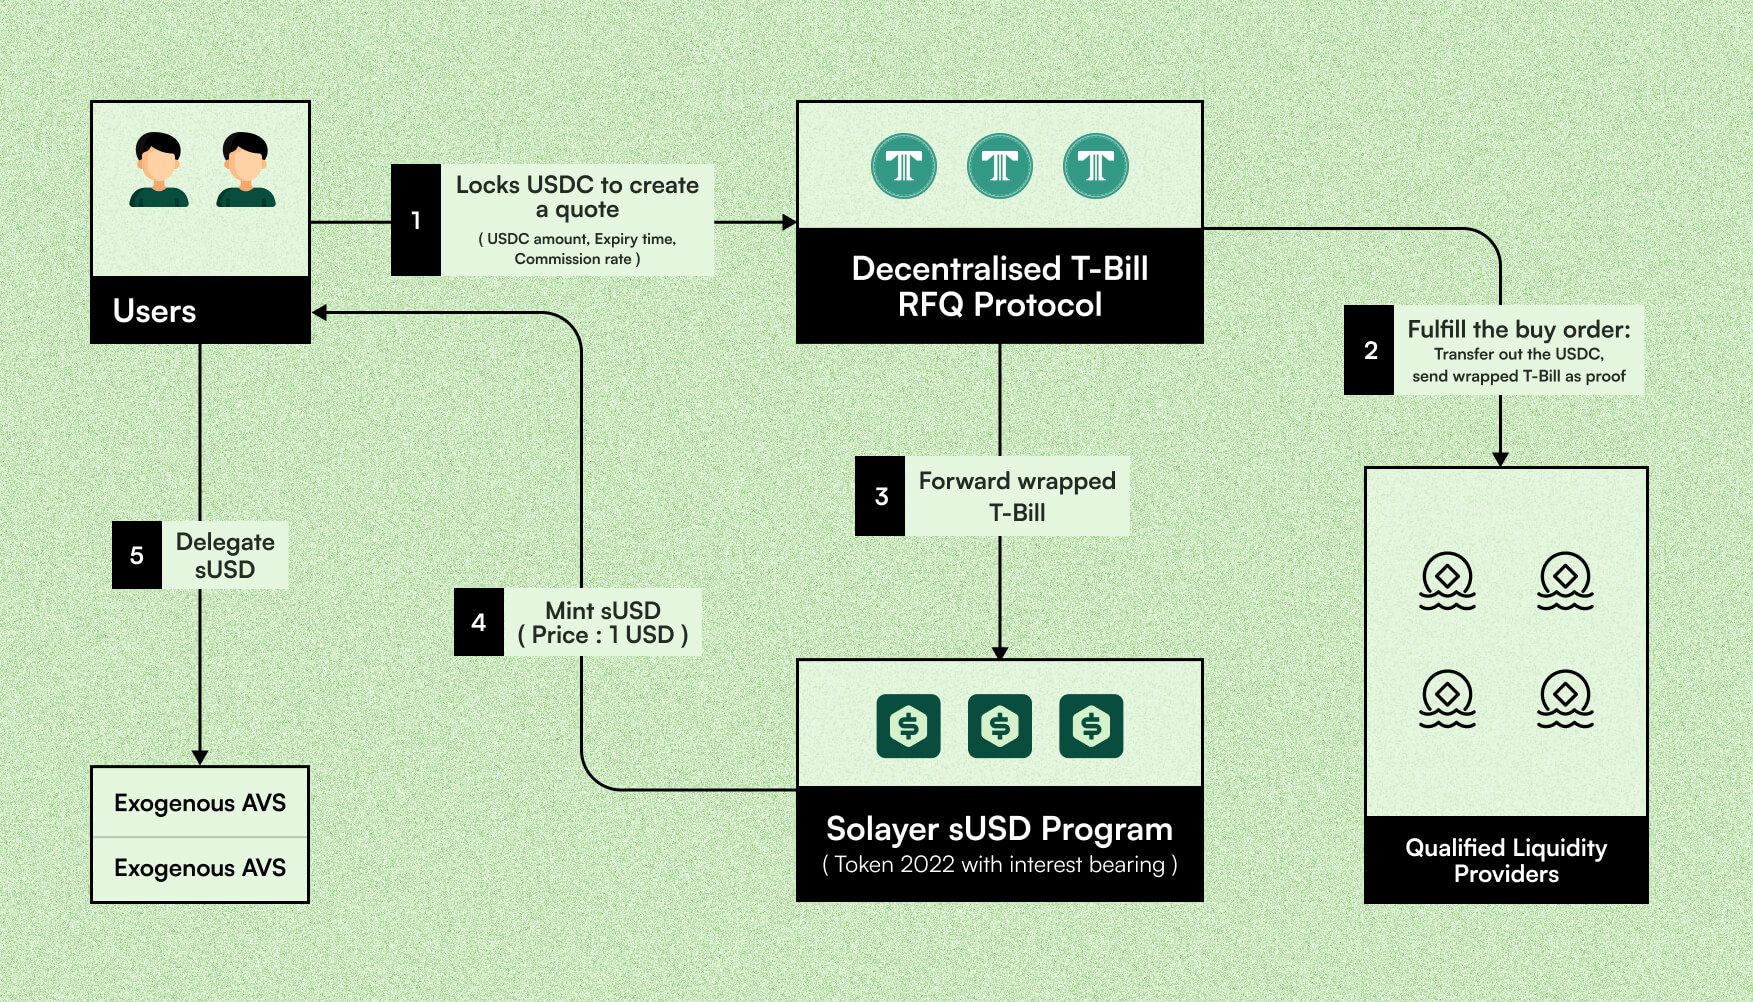 Users
1
Locks USDC to create
a quote
( USDC amount, Expiry time,
Commission rate )
Decentralised T-Bill
RFQ Protocol
2
Fulfill the buy order:
Transfer out the USDC,
send wrapped T-Bill as proof
3
Forward wrapped
T-Bill
5
Delegate
sUSD
4
Mint sUSD
( Price : 1 USD )
Exogenous AVS
Exogenous AVS
$ $ $
Solayer sUSD Program
( Token 2022 with interest bearing )
Qualified Liquidity
Providers